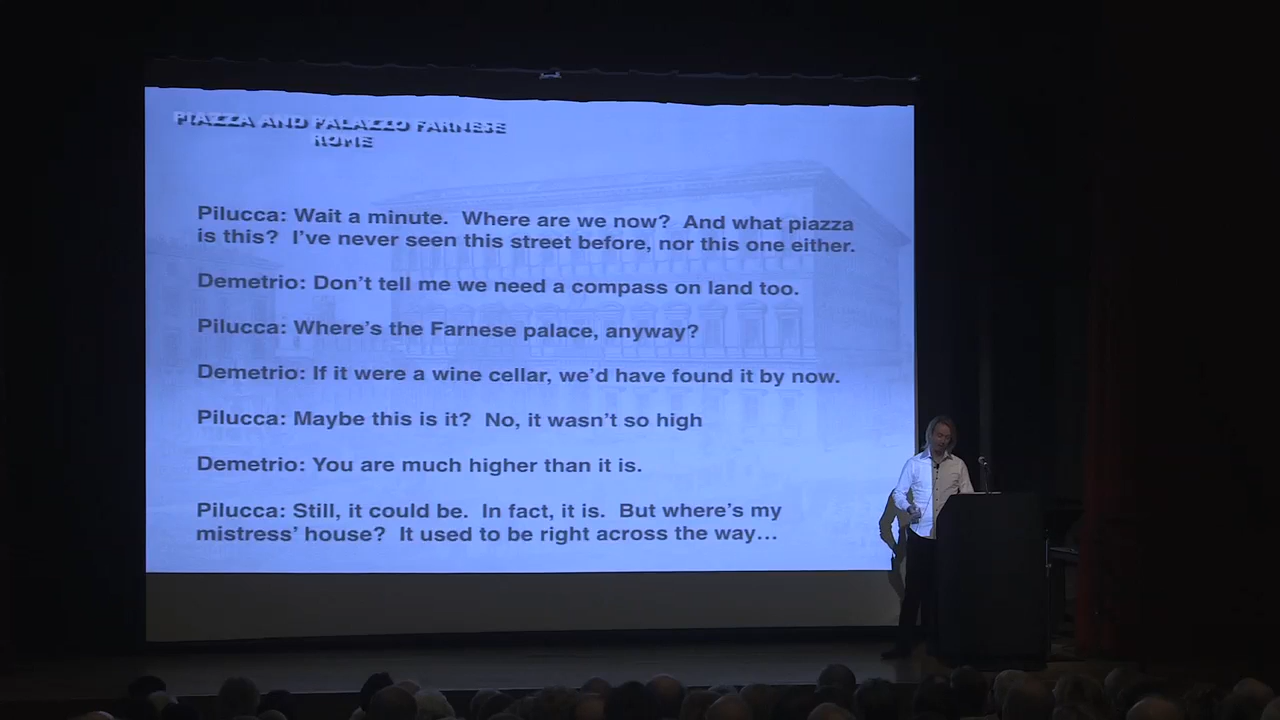 PIAZZA AND PALAZZO FARNESE
ROME
Pilucca: Wait a minute.  Where are we now?  And what piazza
is this?  I've never seen this street before, nor this one either.
Demetrio: Don't tell me we need a compass on land too.
Pilucca: Where's the Farnese palace, anyway?
Demetrio: If it were a wine cellar, we'd have found it by now.
Pilucca: Maybe this is it?  No, it wasn't so high
Demetrio: You are much higher than it is.
Pilucca: Still, it could be.  In fact, it is.  But where's my
mistress' house?  It used to be right across the way...